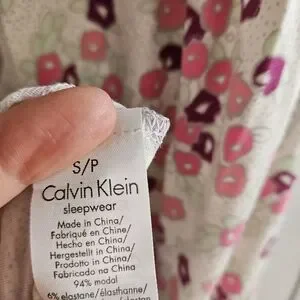 S/P
Calvin Klein
sleepwear
Made in China/
Fabriqué en Chine/
Hecho en China/
Hergestellt in China/
Prodotto in China/
Fabricado na China
94% modal
6% elastane/élasthanne/